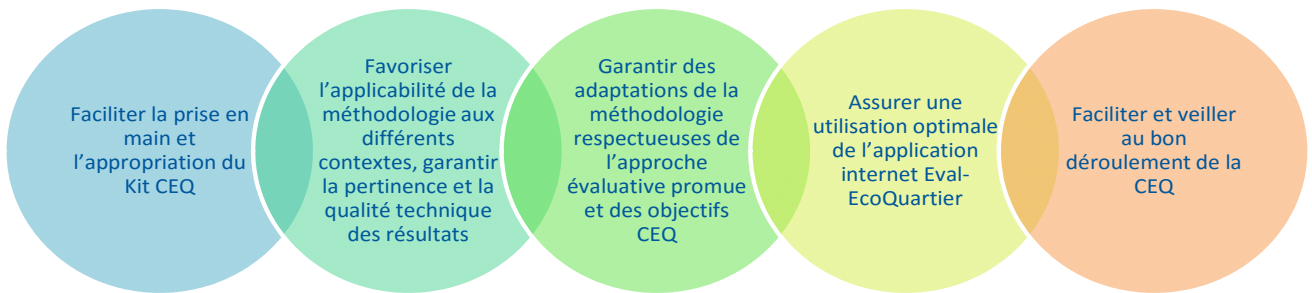 Faciliter la prise en
main et
l'appropriation du
Kit CEQ
Favoriser
l'applicabilité de la
méthodologie aux
différents
contextes, garantir
la pertinence et la
qualité technique
des résultats
Garantir des
adaptations de la
méthodologie
respectueuses de
l'approche
évaluative promue
et des objectifs
CEQ
Assurer une
utilisation optimale
de l'application
internet Eval-
EcoQuartier
Faciliter et veiller
au bon
déroulement de la
CEQ